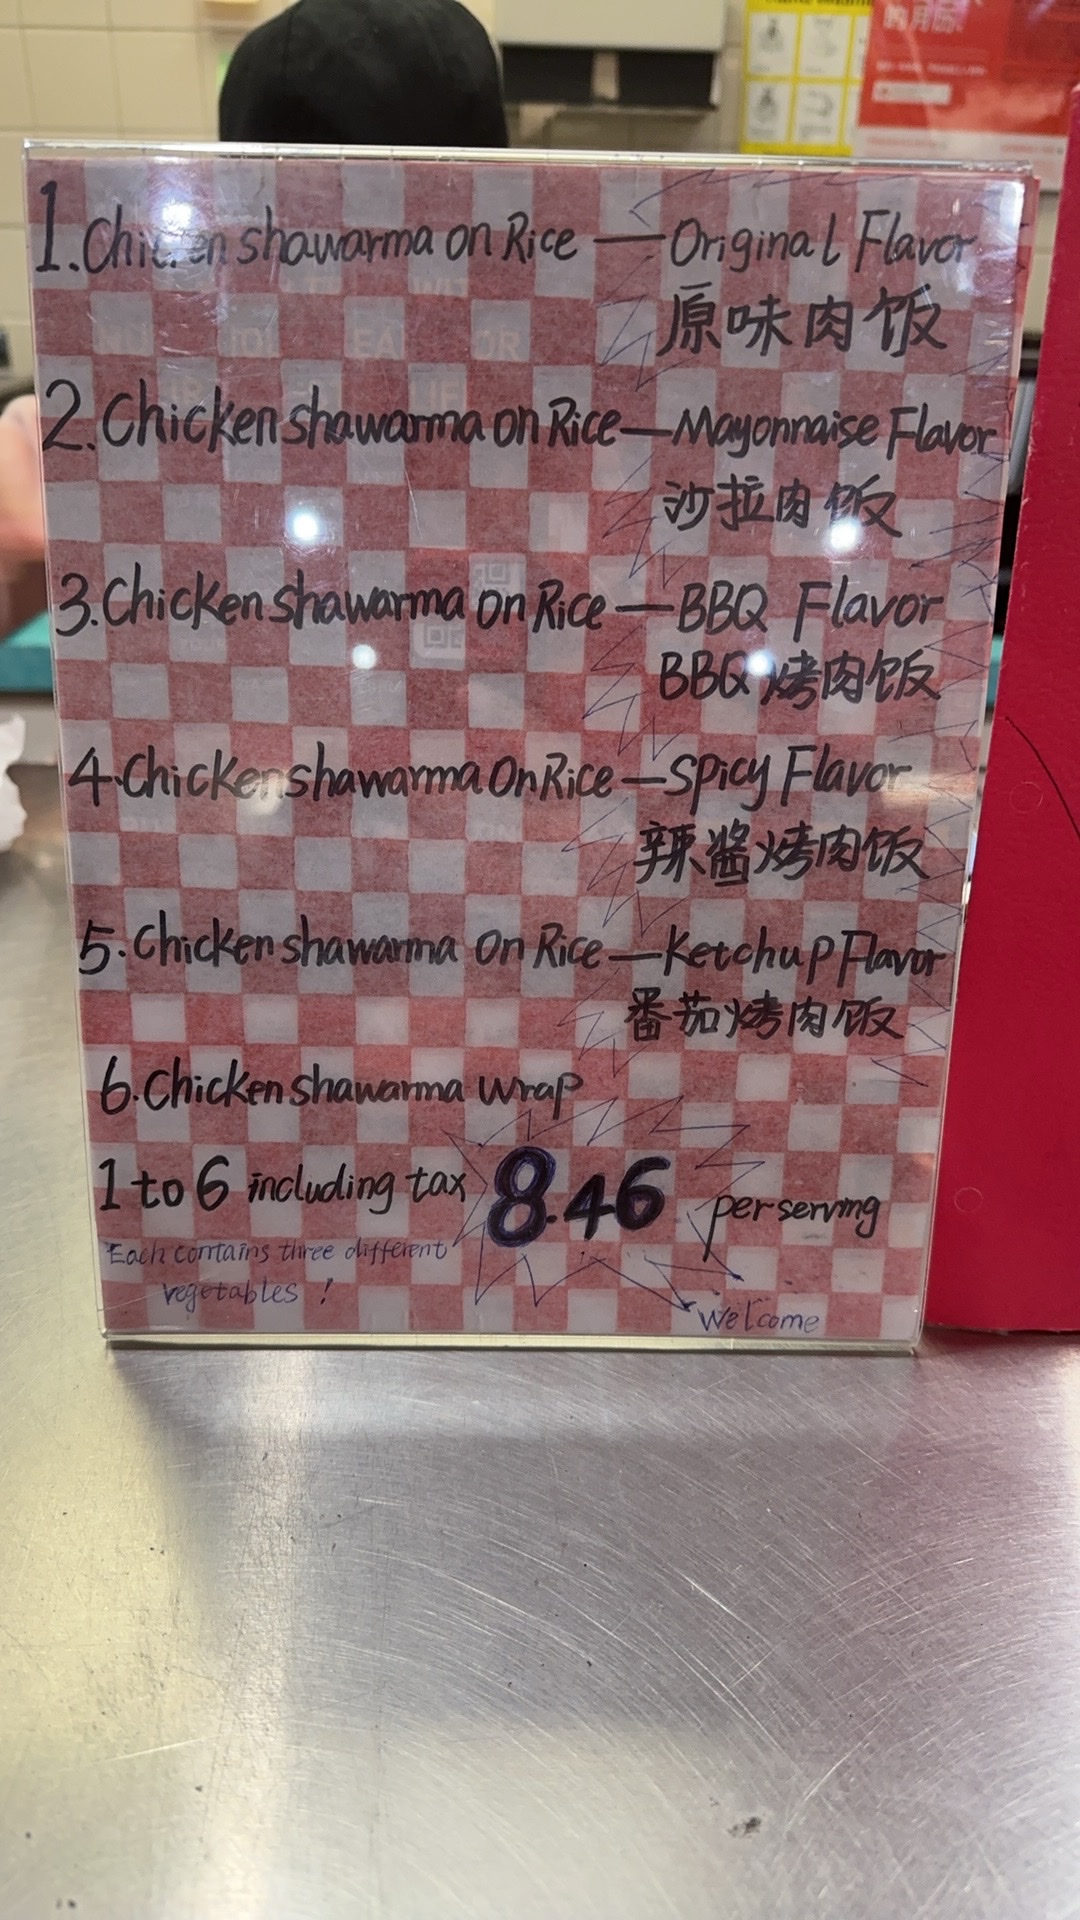 1. Chicken shawarma on Rice — Original Flavor
原味肉饭
2. Chicken shawarma on Rice — Mayonnaise Flavor
沙拉肉饭
3. Chicken shawarma on Rice — BBQ Flavor
BBQ烤肉饭
4. Chicken shawarma On Rice — Spicy Flavor
辣酱烤肉饭
5. Chicken shawarma on Rice — Ketchup Flavor
番茄烤肉饭
6. Chicken shawarma wrap
1 to 6 including tax 8.46 per serving
Each contains three different
vegetables !
Welcome